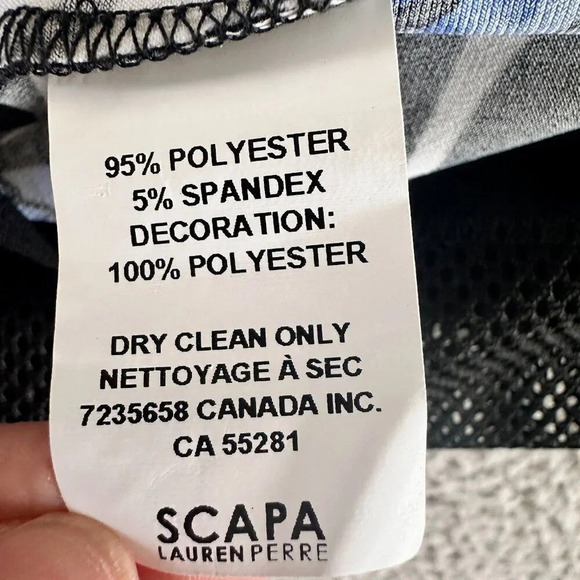 95% POLYESTER
5% SPANDEX
DECORATION:
100% POLYESTER
DRY CLEAN ONLY
NETTOYAGE À SEC
7235658 CANADA INC.
CA 55281
SCAPA
LAUREN PERRE